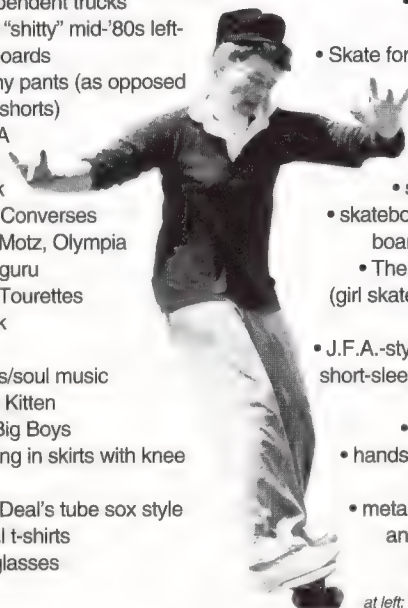 pendent trucks
"shitty" mid-'80s left-
oards
ny pants (as opposed
shorts)
A
k
Converses
Motz, Olympia
guru
Tourettes
k
s/soul music
Kitten
Big Boys
ng in skirts with knee
Deal's tube sox style
l t-shirts
glasses
• Skate for
• s
• skatebo
boar
• The
(girl skate
• J.F.A.-sty
short-slee
•
• hands
• meta
an
at left: